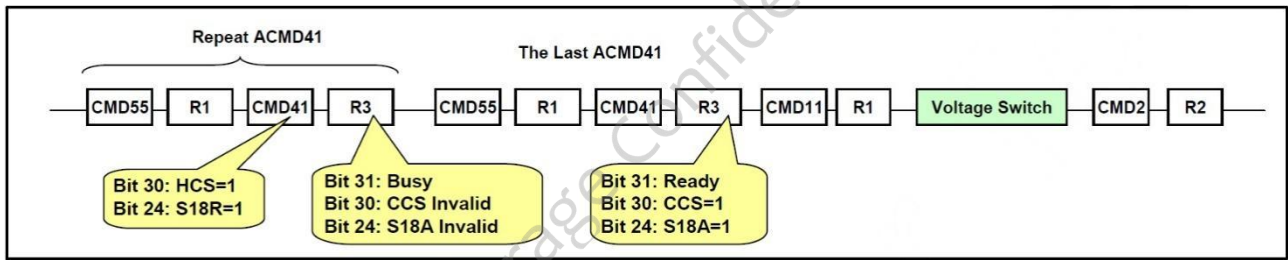 Repeat ACMD41
The Last ACMD41
CMD55 R1 CMD41 R3 CMD55 R1 CMD41 R3 CMD11 R1 Voltage Switch CMD2 R2
Bit 30: HCS=1
Bit 24: S18R=1
Bit 31: Busy
Bit 30: CCS Invalid
Bit 24: S18A Invalid
Bit 31: Ready
Bit 30: CCS=1
Bit 24: S18A=1